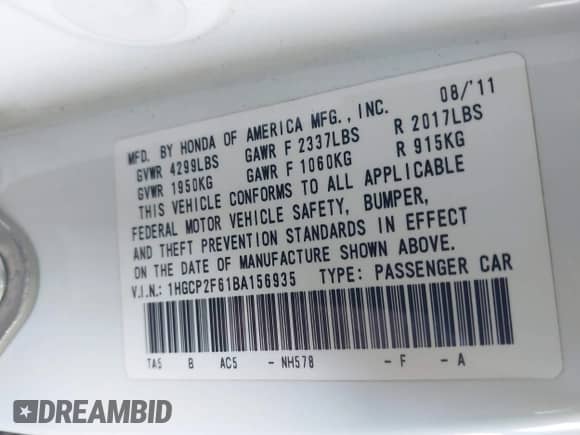 08/'11
MFD. BY HONDA OF AMERICA MFG., INC.
GVWR 4299LBS GAWR F 2337LBS R 2017LBS
GVWR 1950KG GAWR F 1060KG R 915KG
THIS VEHICLE CONFORMS TO ALL APPLICABLE
FEDERAL MOTOR VEHICLE SAFETY, BUMPER,
AND THEFT PREVENTION STANDARDS IN EFFECT
ON THE DATE OF MANUFACTURE SHOWN ABOVE.
V.I.N.: 1HGCP2F61BA156935 TYPE: PASSENGER CAR
TA5 B AC5 - NH578 - F - A
DREAMBID